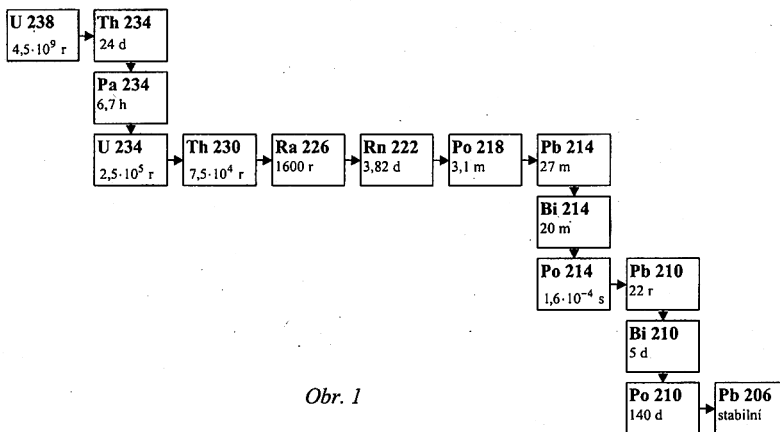 U 238
4,5·10⁹ r
Th 234
24 d
Pa 234
6,7 h
U 234
2,5·10⁵ r
Th 230
7,5·10⁴ r
Ra 226
1600 r
Rn 222
3,82 d
Po 218
3,1 m
Pb 214
27 m
Bi 214
20 m
Po 214
1,6·10⁻⁴ s
Pb 210
22 r
Bi 210
5 d
Po 210
140 d
Pb 206
stabilní
Obr. 1